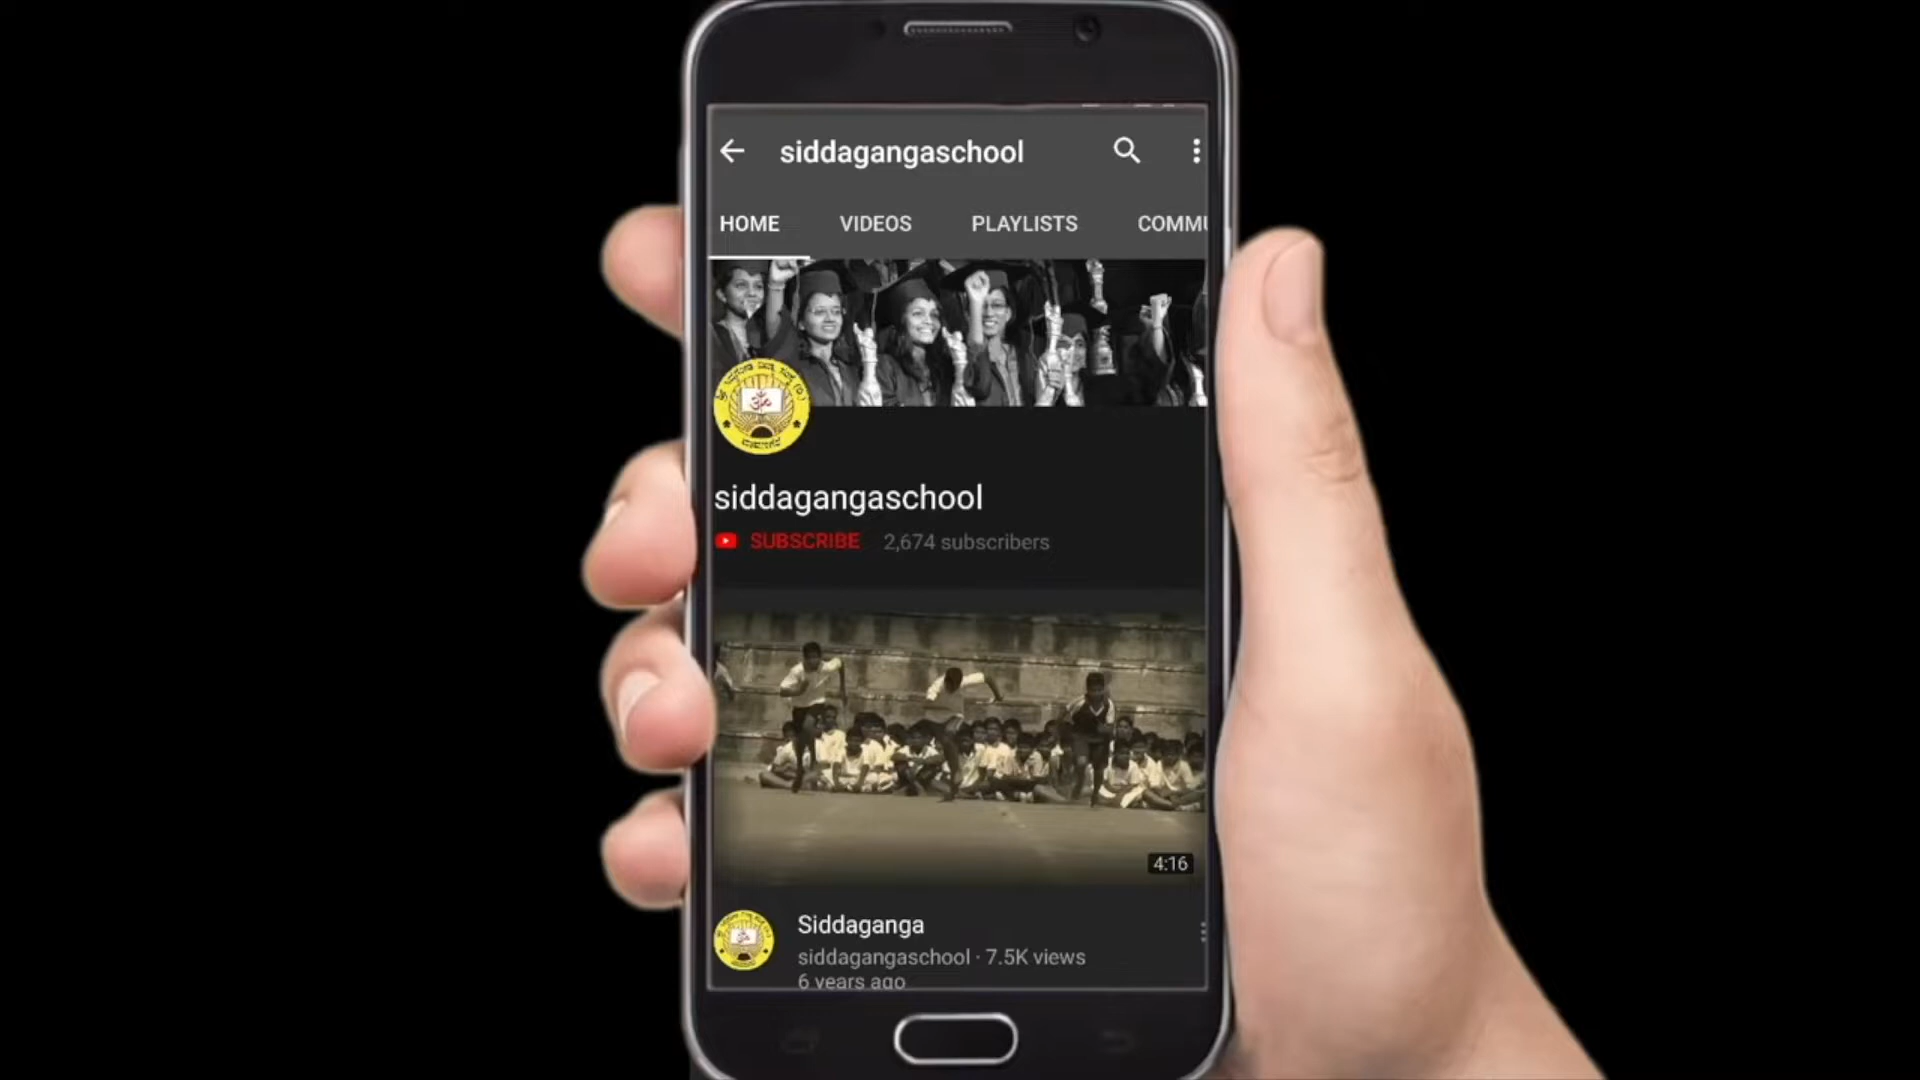 siddagangaschool
HOME VIDEOS PLAYLISTS COMMU
siddagangaschool
SUBSCRIBE 2,674 subscribers
4:16
Siddaganga
siddagangaschool · 7.5K views
6 years ago